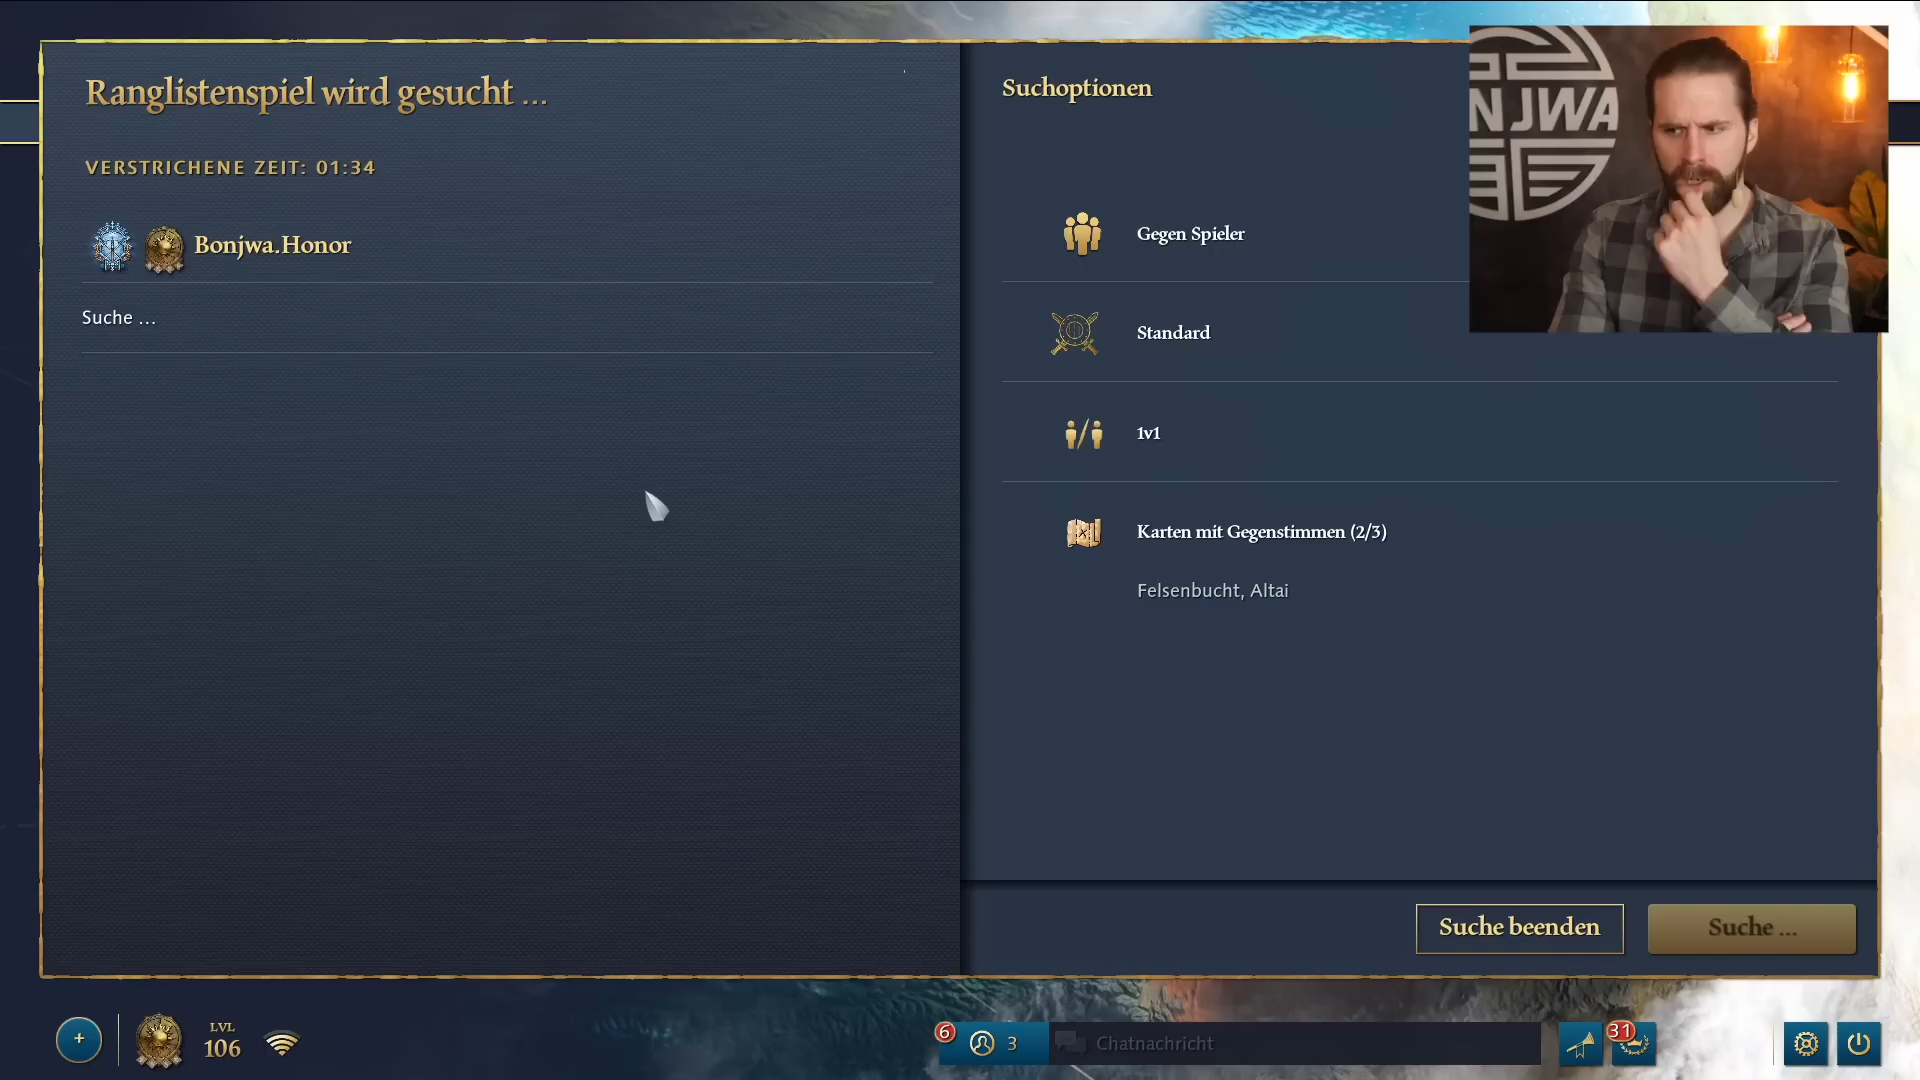 Ranglistenspiel wird gesucht ...
VERSTRICHENE ZEIT: 01:34
Bonjwa.Honor
Suche ...
Suchoptionen
Gegen Spieler
Standard
1v1
Karten mit Gegenstimmen (2/3)
Felsenbucht, Altai
NJWA
Suche beenden
Suche ...
LVL
106
6
3
Chatnachricht
31